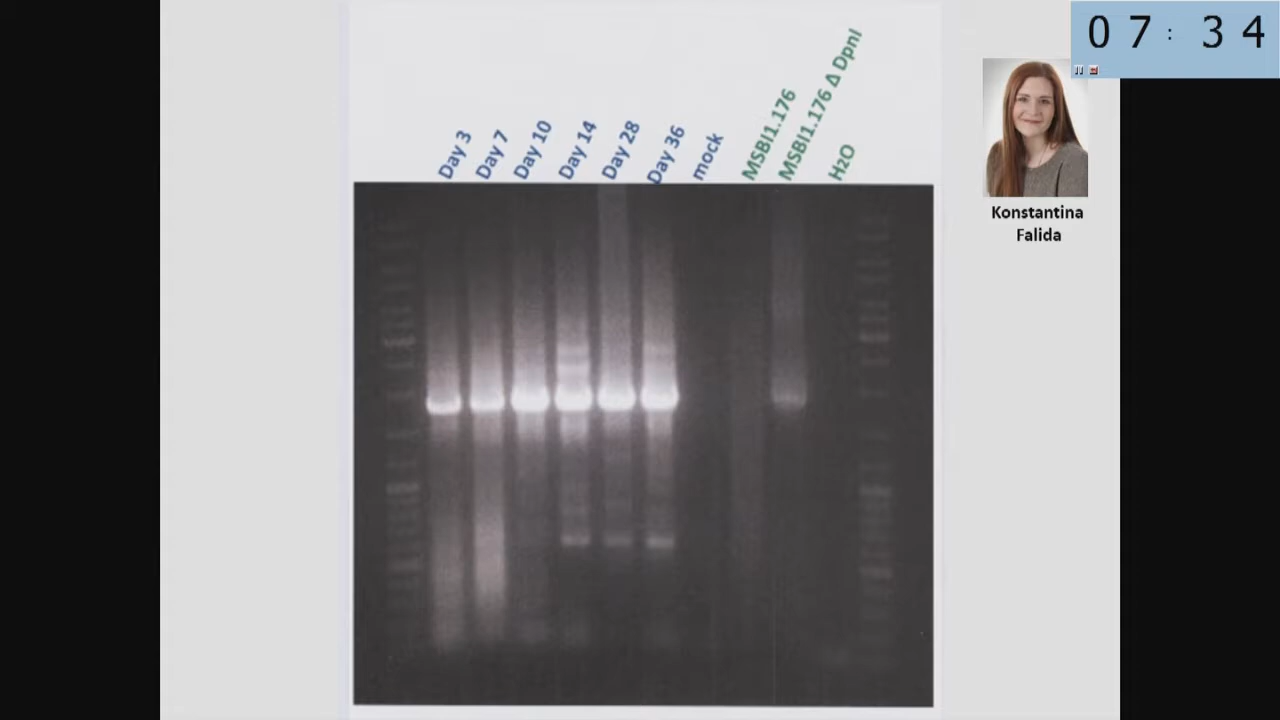 07:34
Day 3
Day 7
Day 10
Day 14
Day 28
Day 36
mock
MSBI1.176
MSBI1.176 Δ DpnI
H2O
Konstantina
Falida